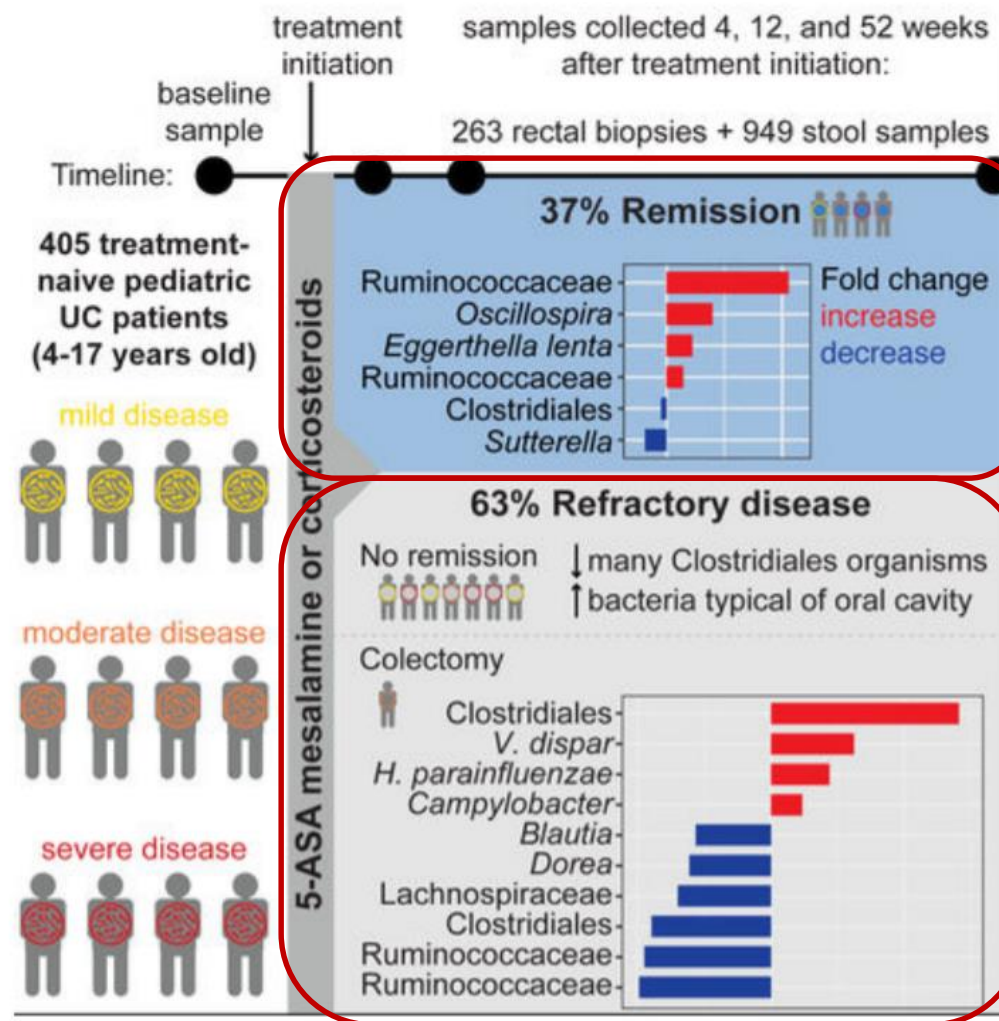 treatment
initiation
samples collected 4, 12, and 52 weeks
after treatment initiation:
baseline
sample
263 rectal biopsies + 949 stool samples
Timeline:
405 treatment-
naive pediatric
UC patients
(4-17 years old)
mild disease
moderate disease
severe disease
5-ASA mesalamine or corticosteroids
37% Remission
Ruminococcaceae
Oscillospira
Eggerthella lenta
Ruminococcaceae
Clostridiales
Sutterella
Fold change
increase
decrease
63% Refractory disease
No remission
↓ many Clostridiales organisms
↑ bacteria typical of oral cavity
Colectomy
Clostridiales
V. dispar
H. parainfluenzae
Campylobacter
Blautia
Dorea
Lachnospiraceae
Clostridiales
Ruminococcaceae
Ruminococcaceae